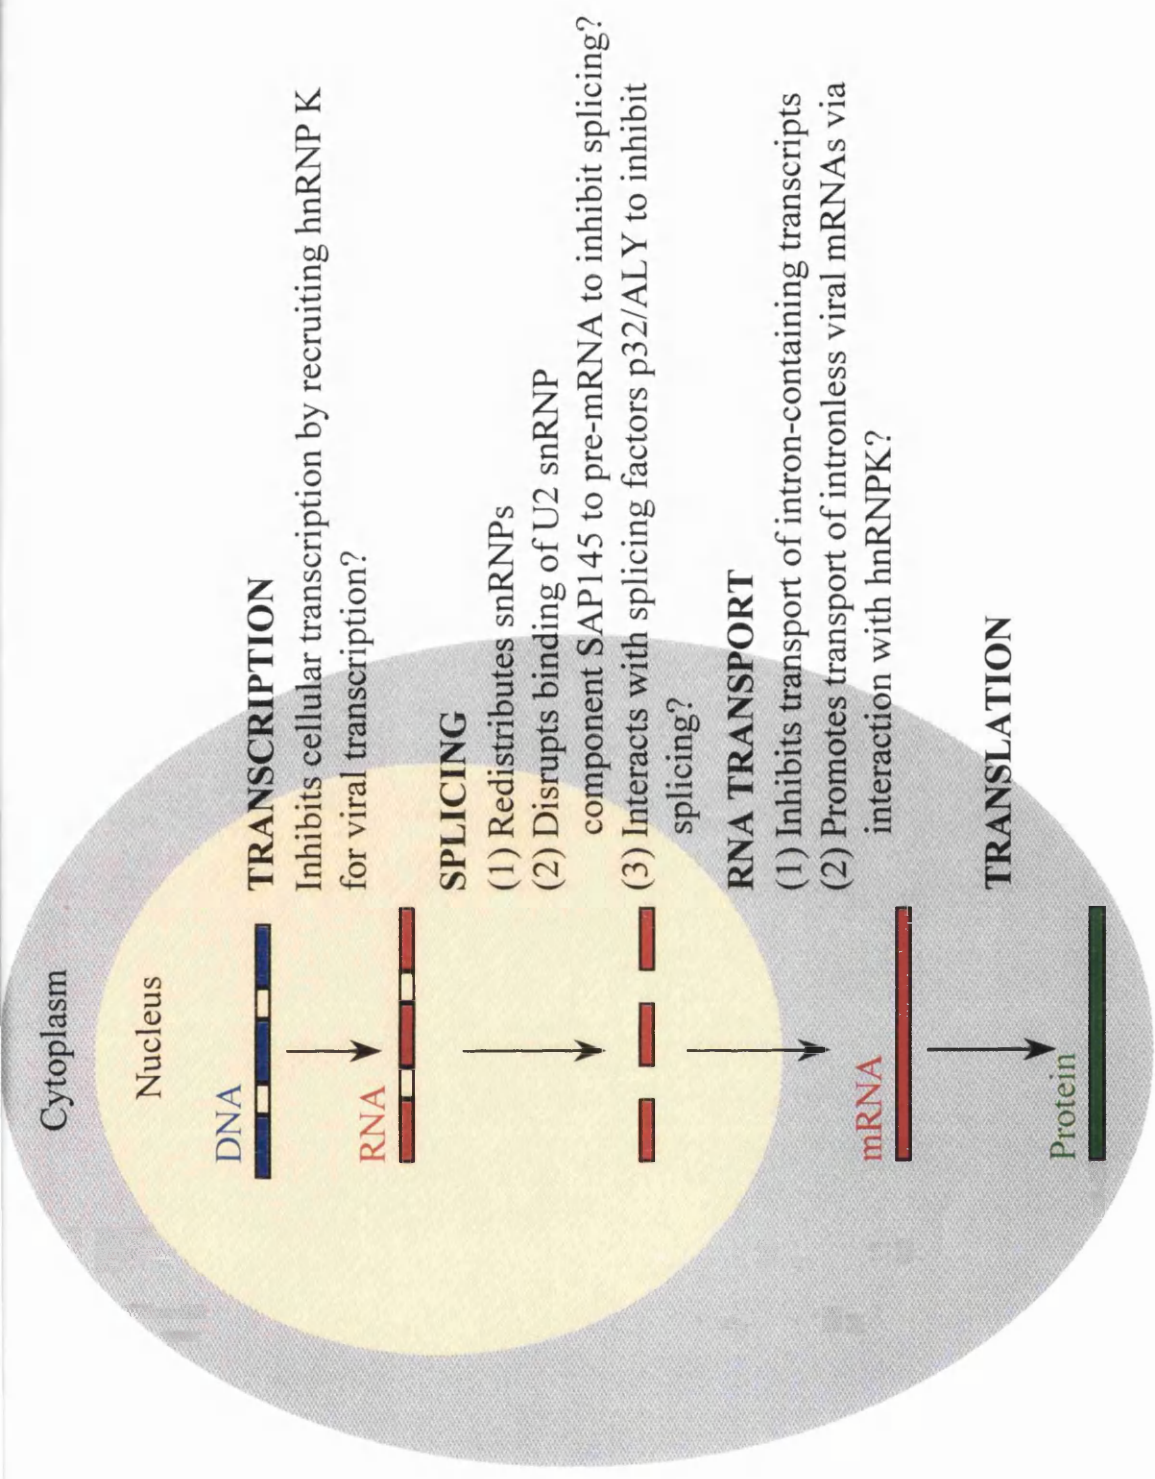 Cytoplasm
Nucleus
DNA
TRANSCRIPTION
Inhibits cellular transcription by recruiting hnRNP K
for viral transcription?
RNA
SPLICING
(1) Redistributes snRNPs
(2) Disrupts binding of U2 snRNP
component SAP145 to pre-mRNA to inhibit splicing?
(3) Interacts with splicing factors p32/ALY to inhibit
splicing?
RNA TRANSPORT
(1) Inhibits transport of intron-containing transcripts
(2) Promotes transport of intronless viral mRNAs via
interaction with hnRNPK?
mRNA
TRANSLATION
Protein